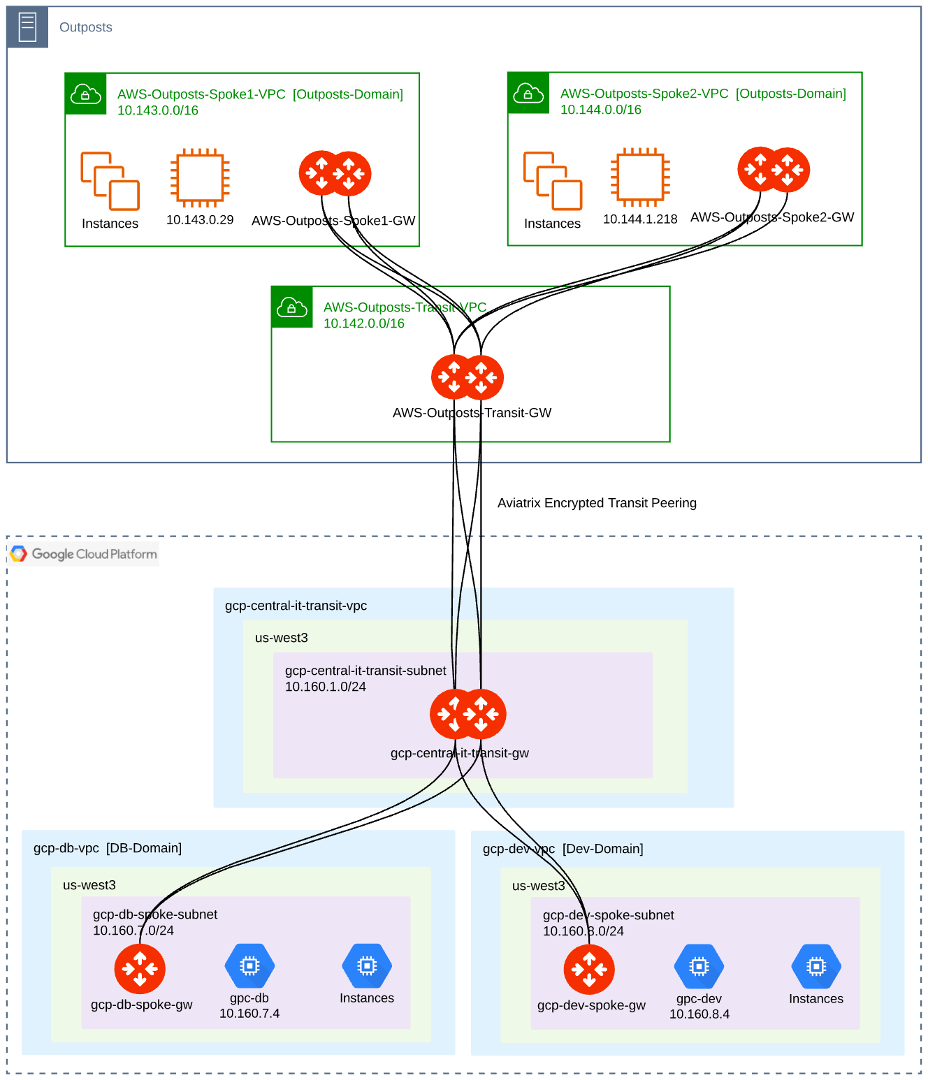 Outposts
AWS-Outposts-Spoke1-VPC [Outposts-Domain]
10.143.0.0/16
Instances
10.143.0.29
AWS-Outposts-Spoke1-GW
AWS-Outposts-Spoke2-VPC [Outposts-Domain]
10.144.0.0/16
Instances
10.144.1.218
AWS-Outposts-Spoke2-GW
AWS-Outposts-Transit-VPC
10.142.0.0/16
AWS-Outposts-Transit-GW
Aviatrix Encrypted Transit Peering
Google Cloud Platform
gcp-central-it-transit-vpc
us-west3
gcp-central-it-transit-subnet
10.160.1.0/24
gcp-central-it-transit-gw
gcp-db-vpc [DB-Domain]
us-west3
gcp-db-spoke-subnet
10.160.7.0/24
gcp-db-spoke-gw
gpc-db
10.160.7.4
Instances
gcp-dev-vpc [Dev-Domain]
us-west3
gcp-dev-spoke-subnet
10.160.8.0/24
gcp-dev-spoke-gw
gpc-dev
10.160.8.4
Instances